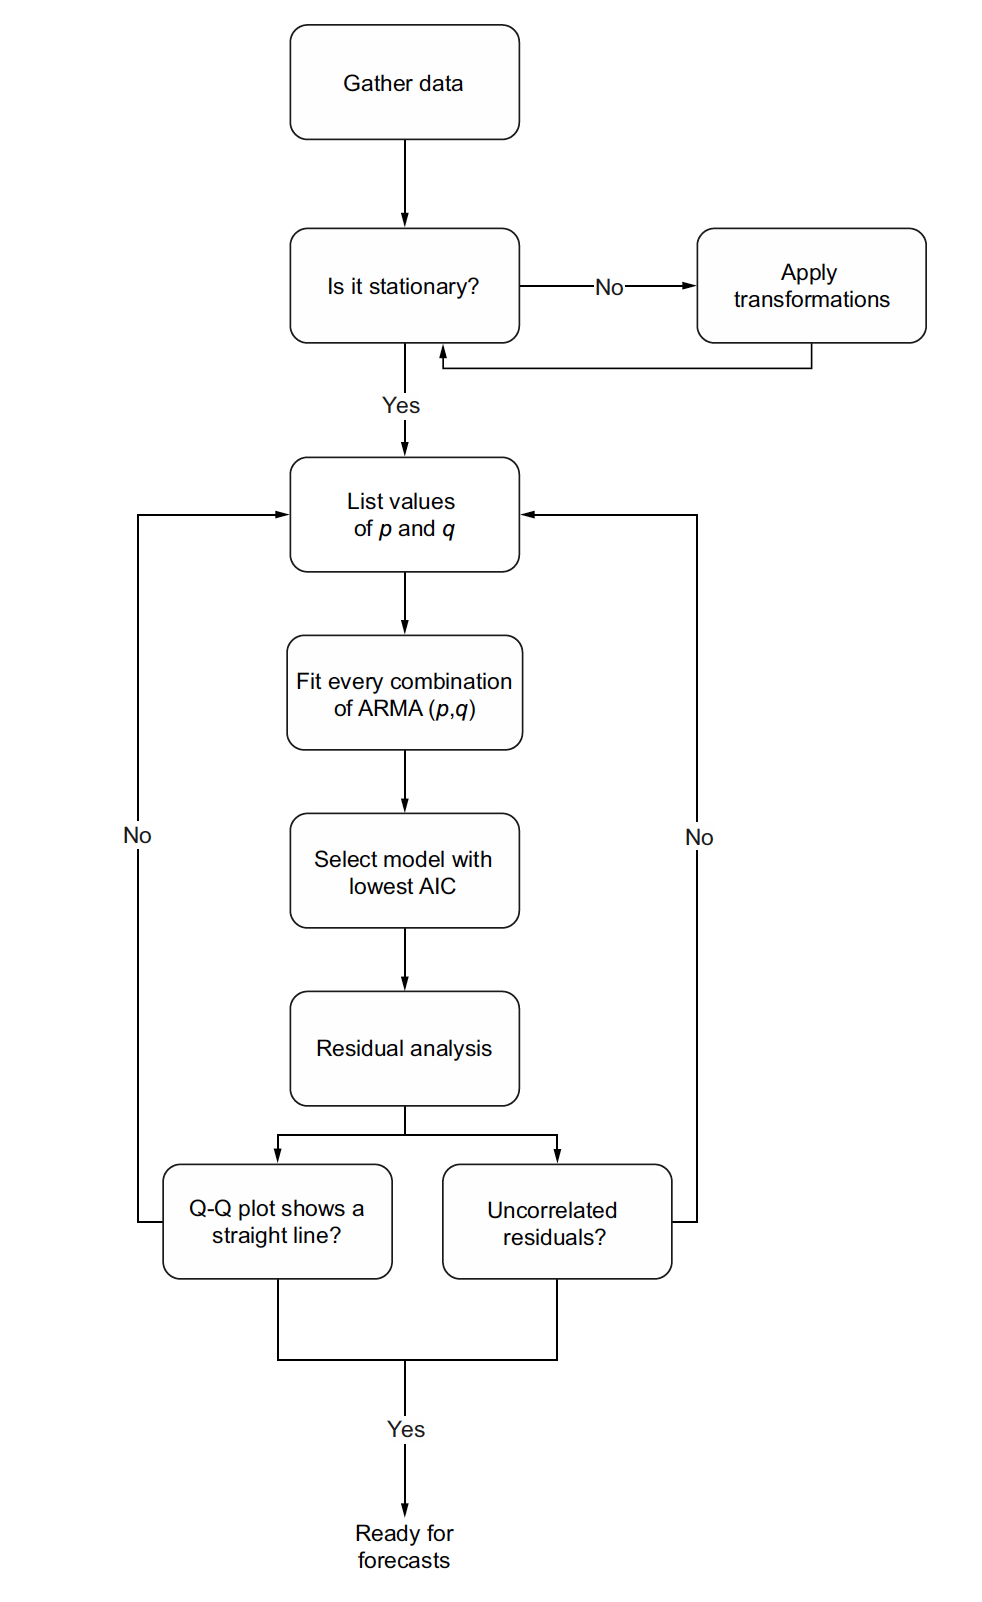 Gather data
Is it stationary?
No
Apply
transformations
Yes
List values
of p and q
Fit every combination
of ARMA (p,q)
Select model with
lowest AIC
No
No
Residual analysis
Q-Q plot shows a
straight line?
Uncorrelated
residuals?
Yes
Ready for
forecasts